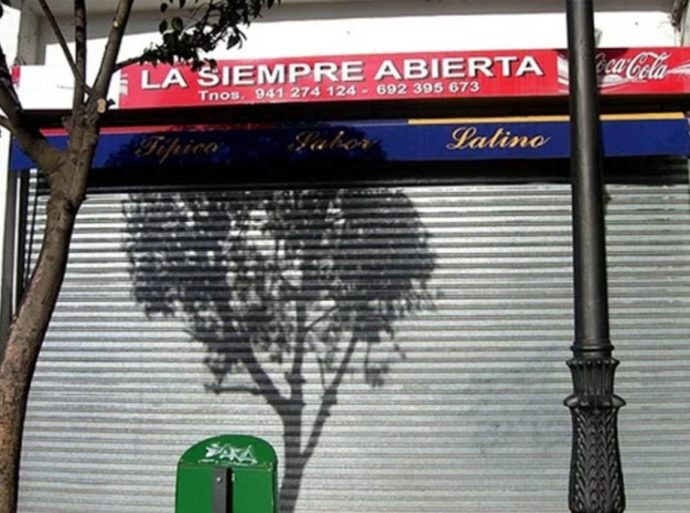 LA SIEMPRE ABIERTA
Coca-Cola
Tnos. 941 274 124 - 692 395 673
Típico Sabor Latino